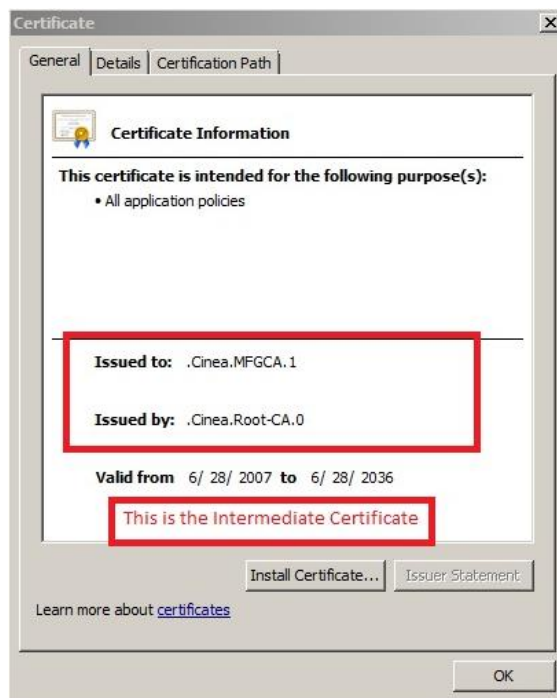 Certificate
General Details Certification Path
Certificate Information
This certificate is intended for the following purpose(s):
• All application policies
Issued to: .Cinea.MFGCA.1
Issued by: .Cinea.Root-CA.0
Valid from 6/ 28/ 2007 to 6/ 28/ 2036
This is the Intermediate Certificate
Install Certificate... Issuer Statement
Learn more about certificates
OK